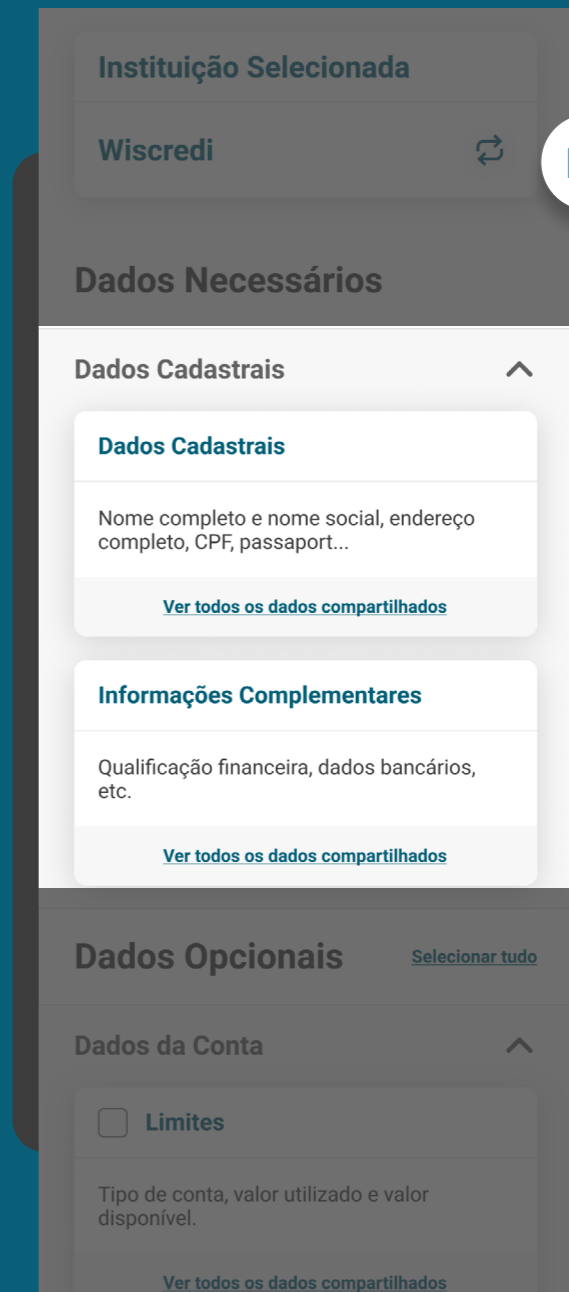 Instituição Selecionada
Wiscredi
Dados Necessários
Dados Cadastrais
Dados Cadastrais
Nome completo e nome social, endereço
completo, CPF, passaport...
Ver todos os dados compartilhados
Informações Complementares
Qualificação financeira, dados bancários,
etc.
Ver todos os dados compartilhados
Dados Opcionais
Selecionar tudo
Dados da Conta
Limites
Tipo de conta, valor utilizado e valor
disponível.
Ver todos os dados compartilhados